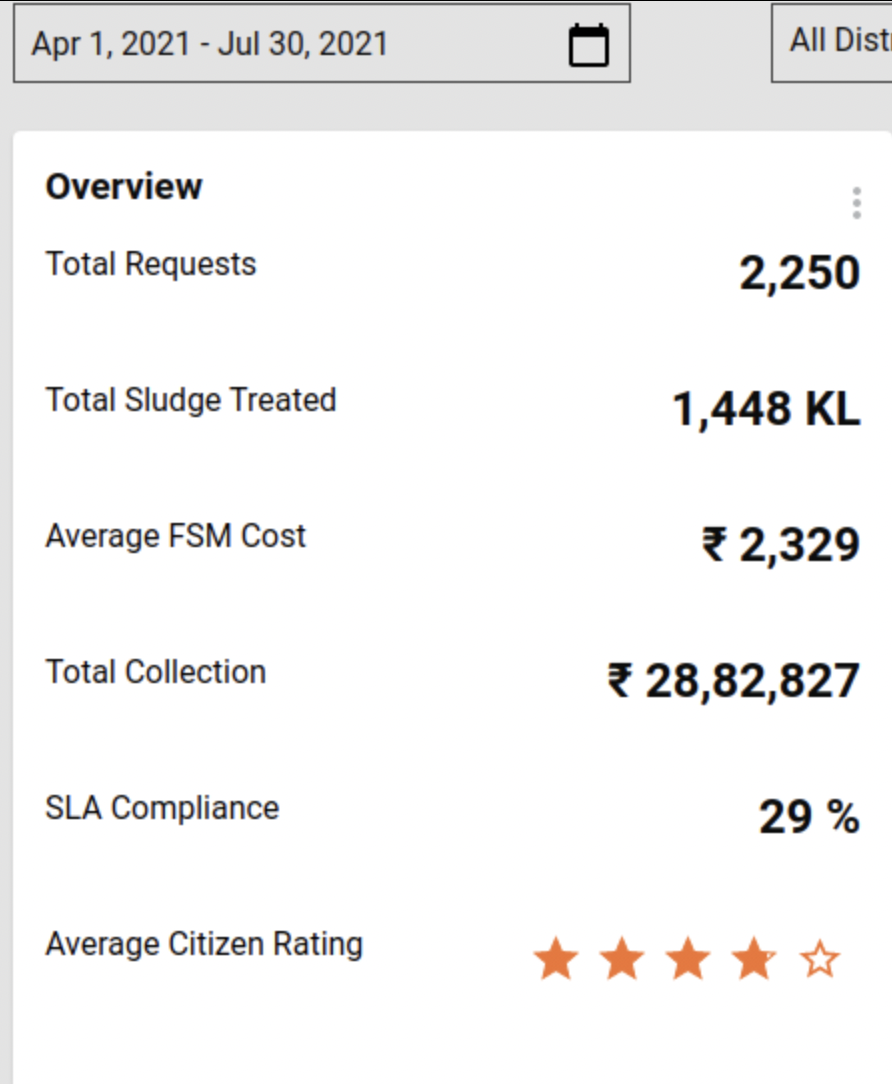 Apr 1, 2021 - Jul 30, 2021
All
Overview
Total Requests
2,250
Total Sludge Treated
1,448 KL
Average FSM Cost
₹ 2,329
Total Collection
₹ 28,82,827
SLA Compliance
29 %
Average Citizen Rating